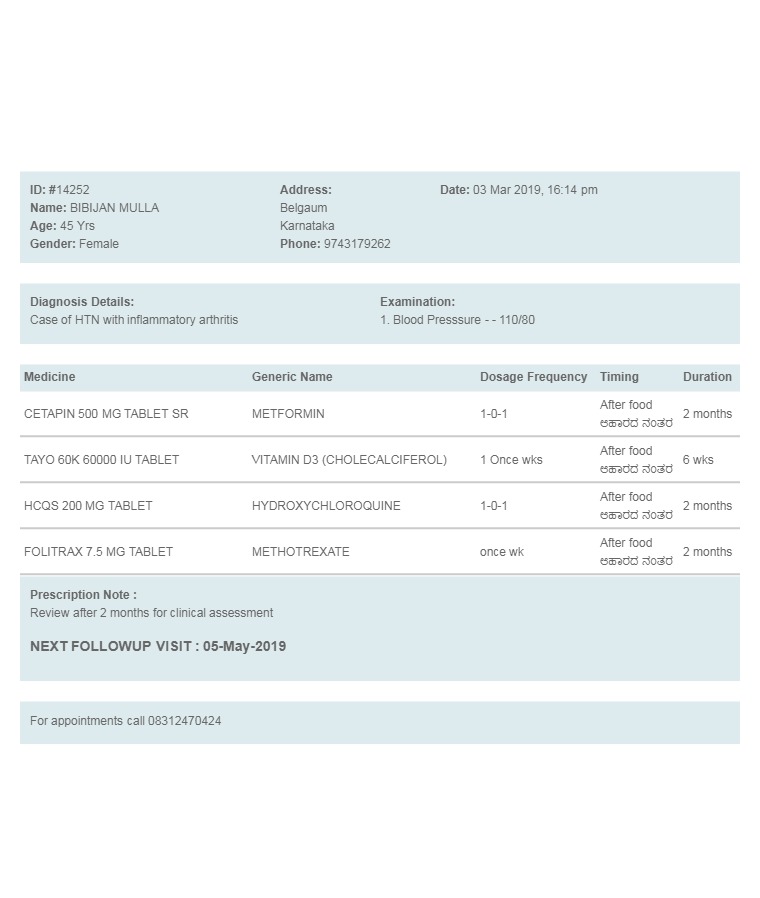 ID: #14252
Name: BIBIJAN MULLA
Age: 45 Yrs
Gender: Female
Address:
Belgaum
Karnataka
Phone: 9743179262
Date: 03 Mar 2019, 16:14 pm
Diagnosis Details:
Case of HTN with inflammatory arthritis
Examination:
1. Blood Presssure - - 110/80
Medicine Generic Name Dosage Frequency Timing Duration
CETAPIN 500 MG TABLET SR METFORMIN 1-0-1 After food 2 months
ಆಹಾರದ ನಂತರ
TAYO 60K 60000 IU TABLET VITAMIN D3 (CHOLECALCIFEROL) 1 Once wks After food 6 wks
ಆಹಾರದ ನಂತರ
HCQS 200 MG TABLET HYDROXYCHLOROQUINE 1-0-1 After food 2 months
ಆಹಾರದ ನಂತರ
FOLITRAX 7.5 MG TABLET METHOTREXATE once wk After food 2 months
ಆಹಾರದ ನಂತರ
Prescription Note :
Review after 2 months for clinical assessment
NEXT FOLLOWUP VISIT : 05-May-2019
For appointments call 08312470424